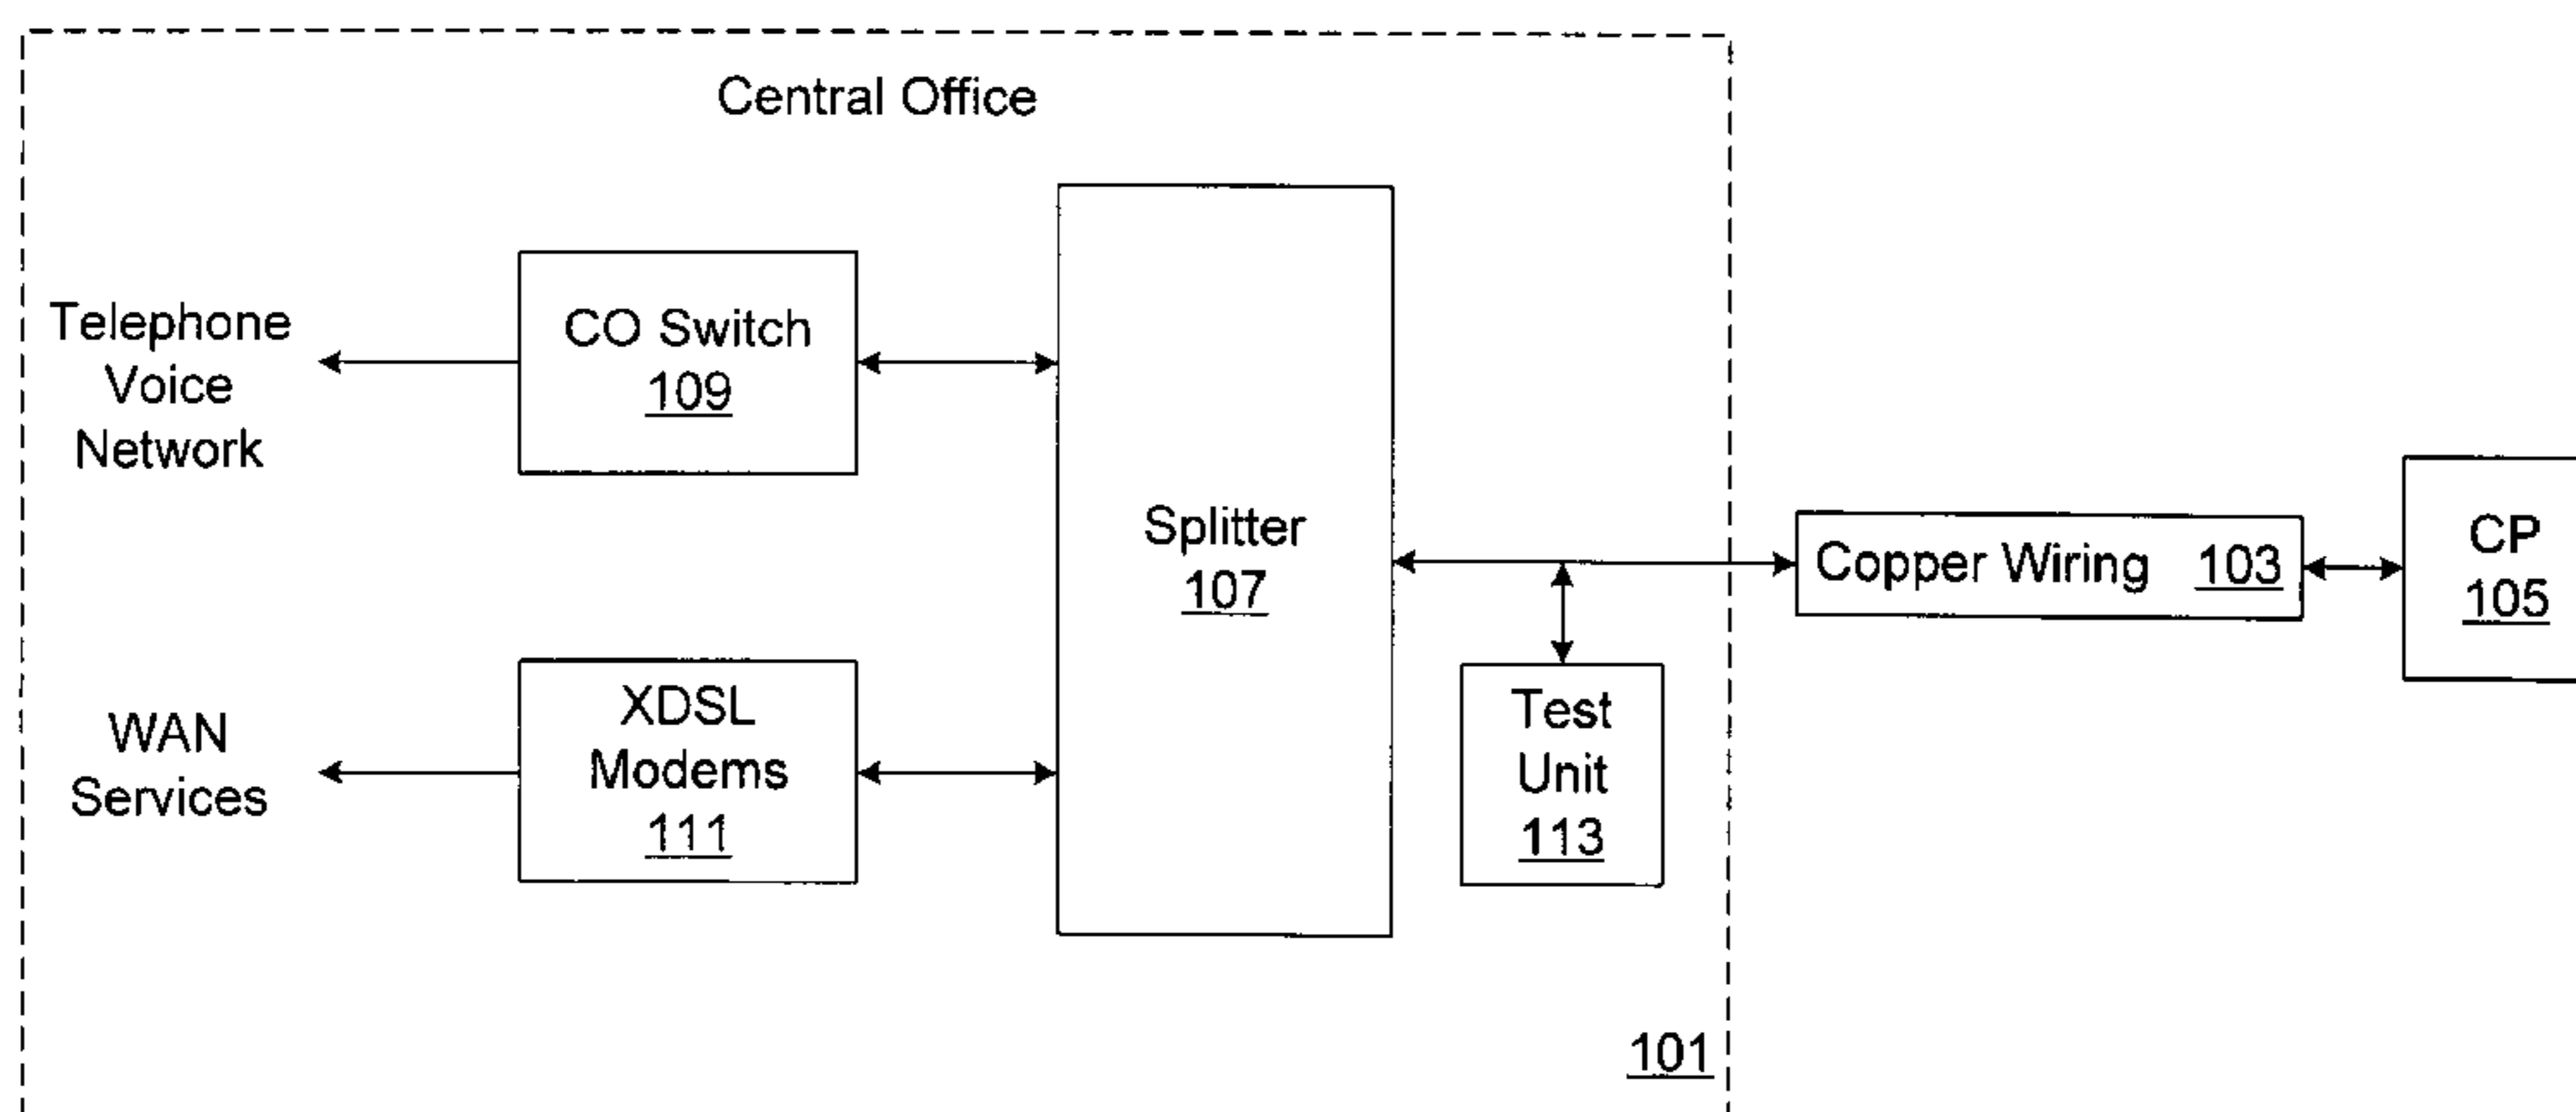 Central Office
Telephone
Voice
Network
CO Switch
109
WAN
Services
XDSL
Modems
111
Splitter
107
Test
Unit
113
101
Copper Wiring 103
CP
105